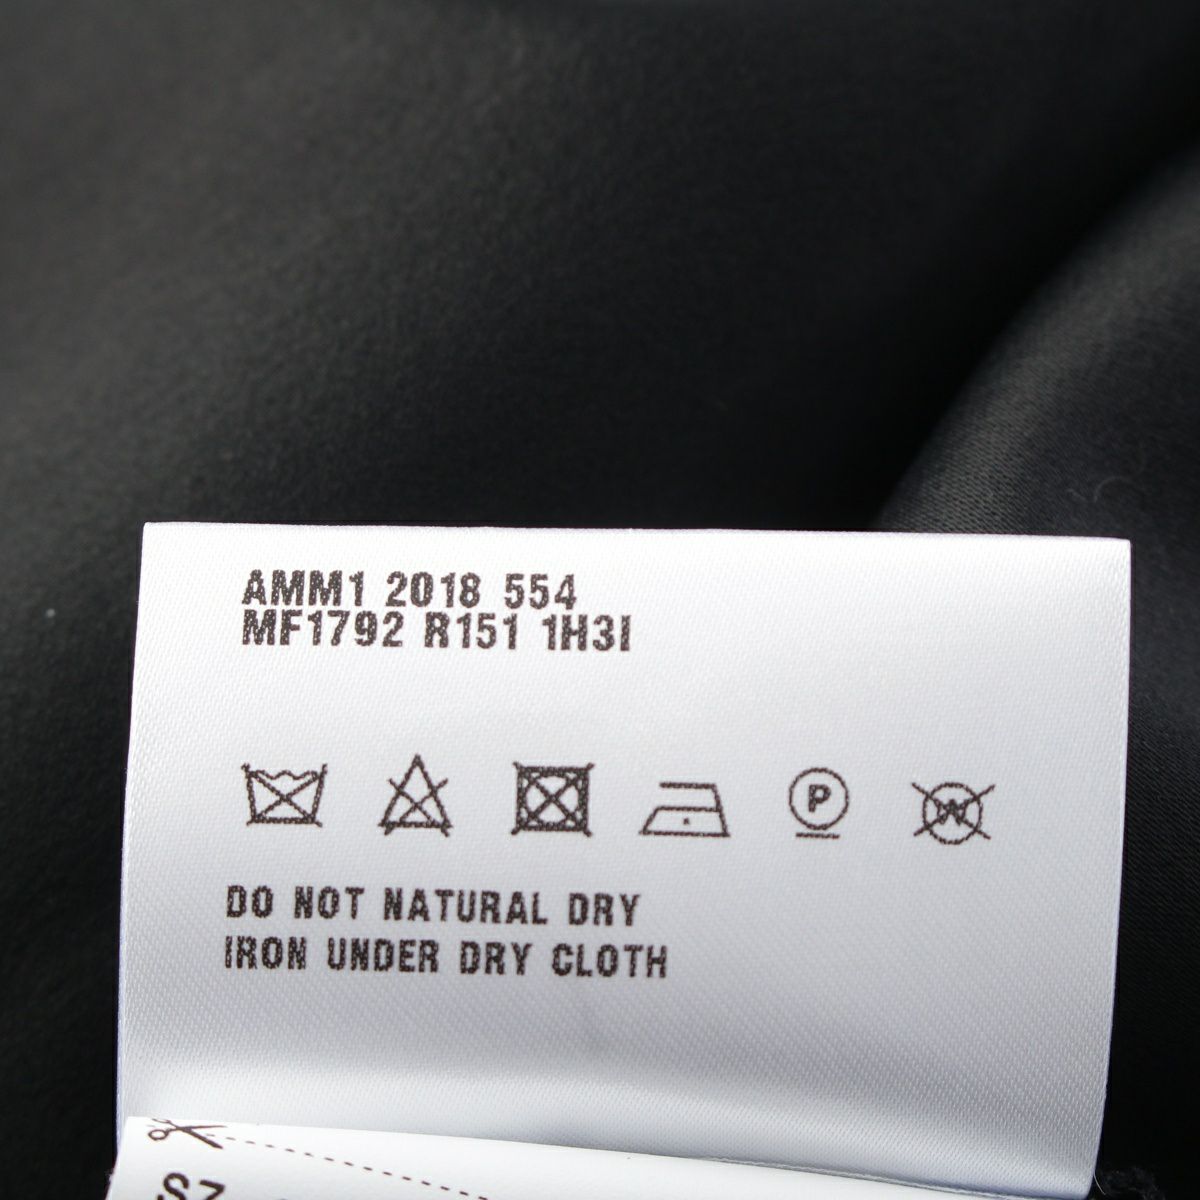 AMM1 2018 554
MF1792 R151 1H3I
P W
DO NOT NATURAL DRY
IRON UNDER DRY CLOTH